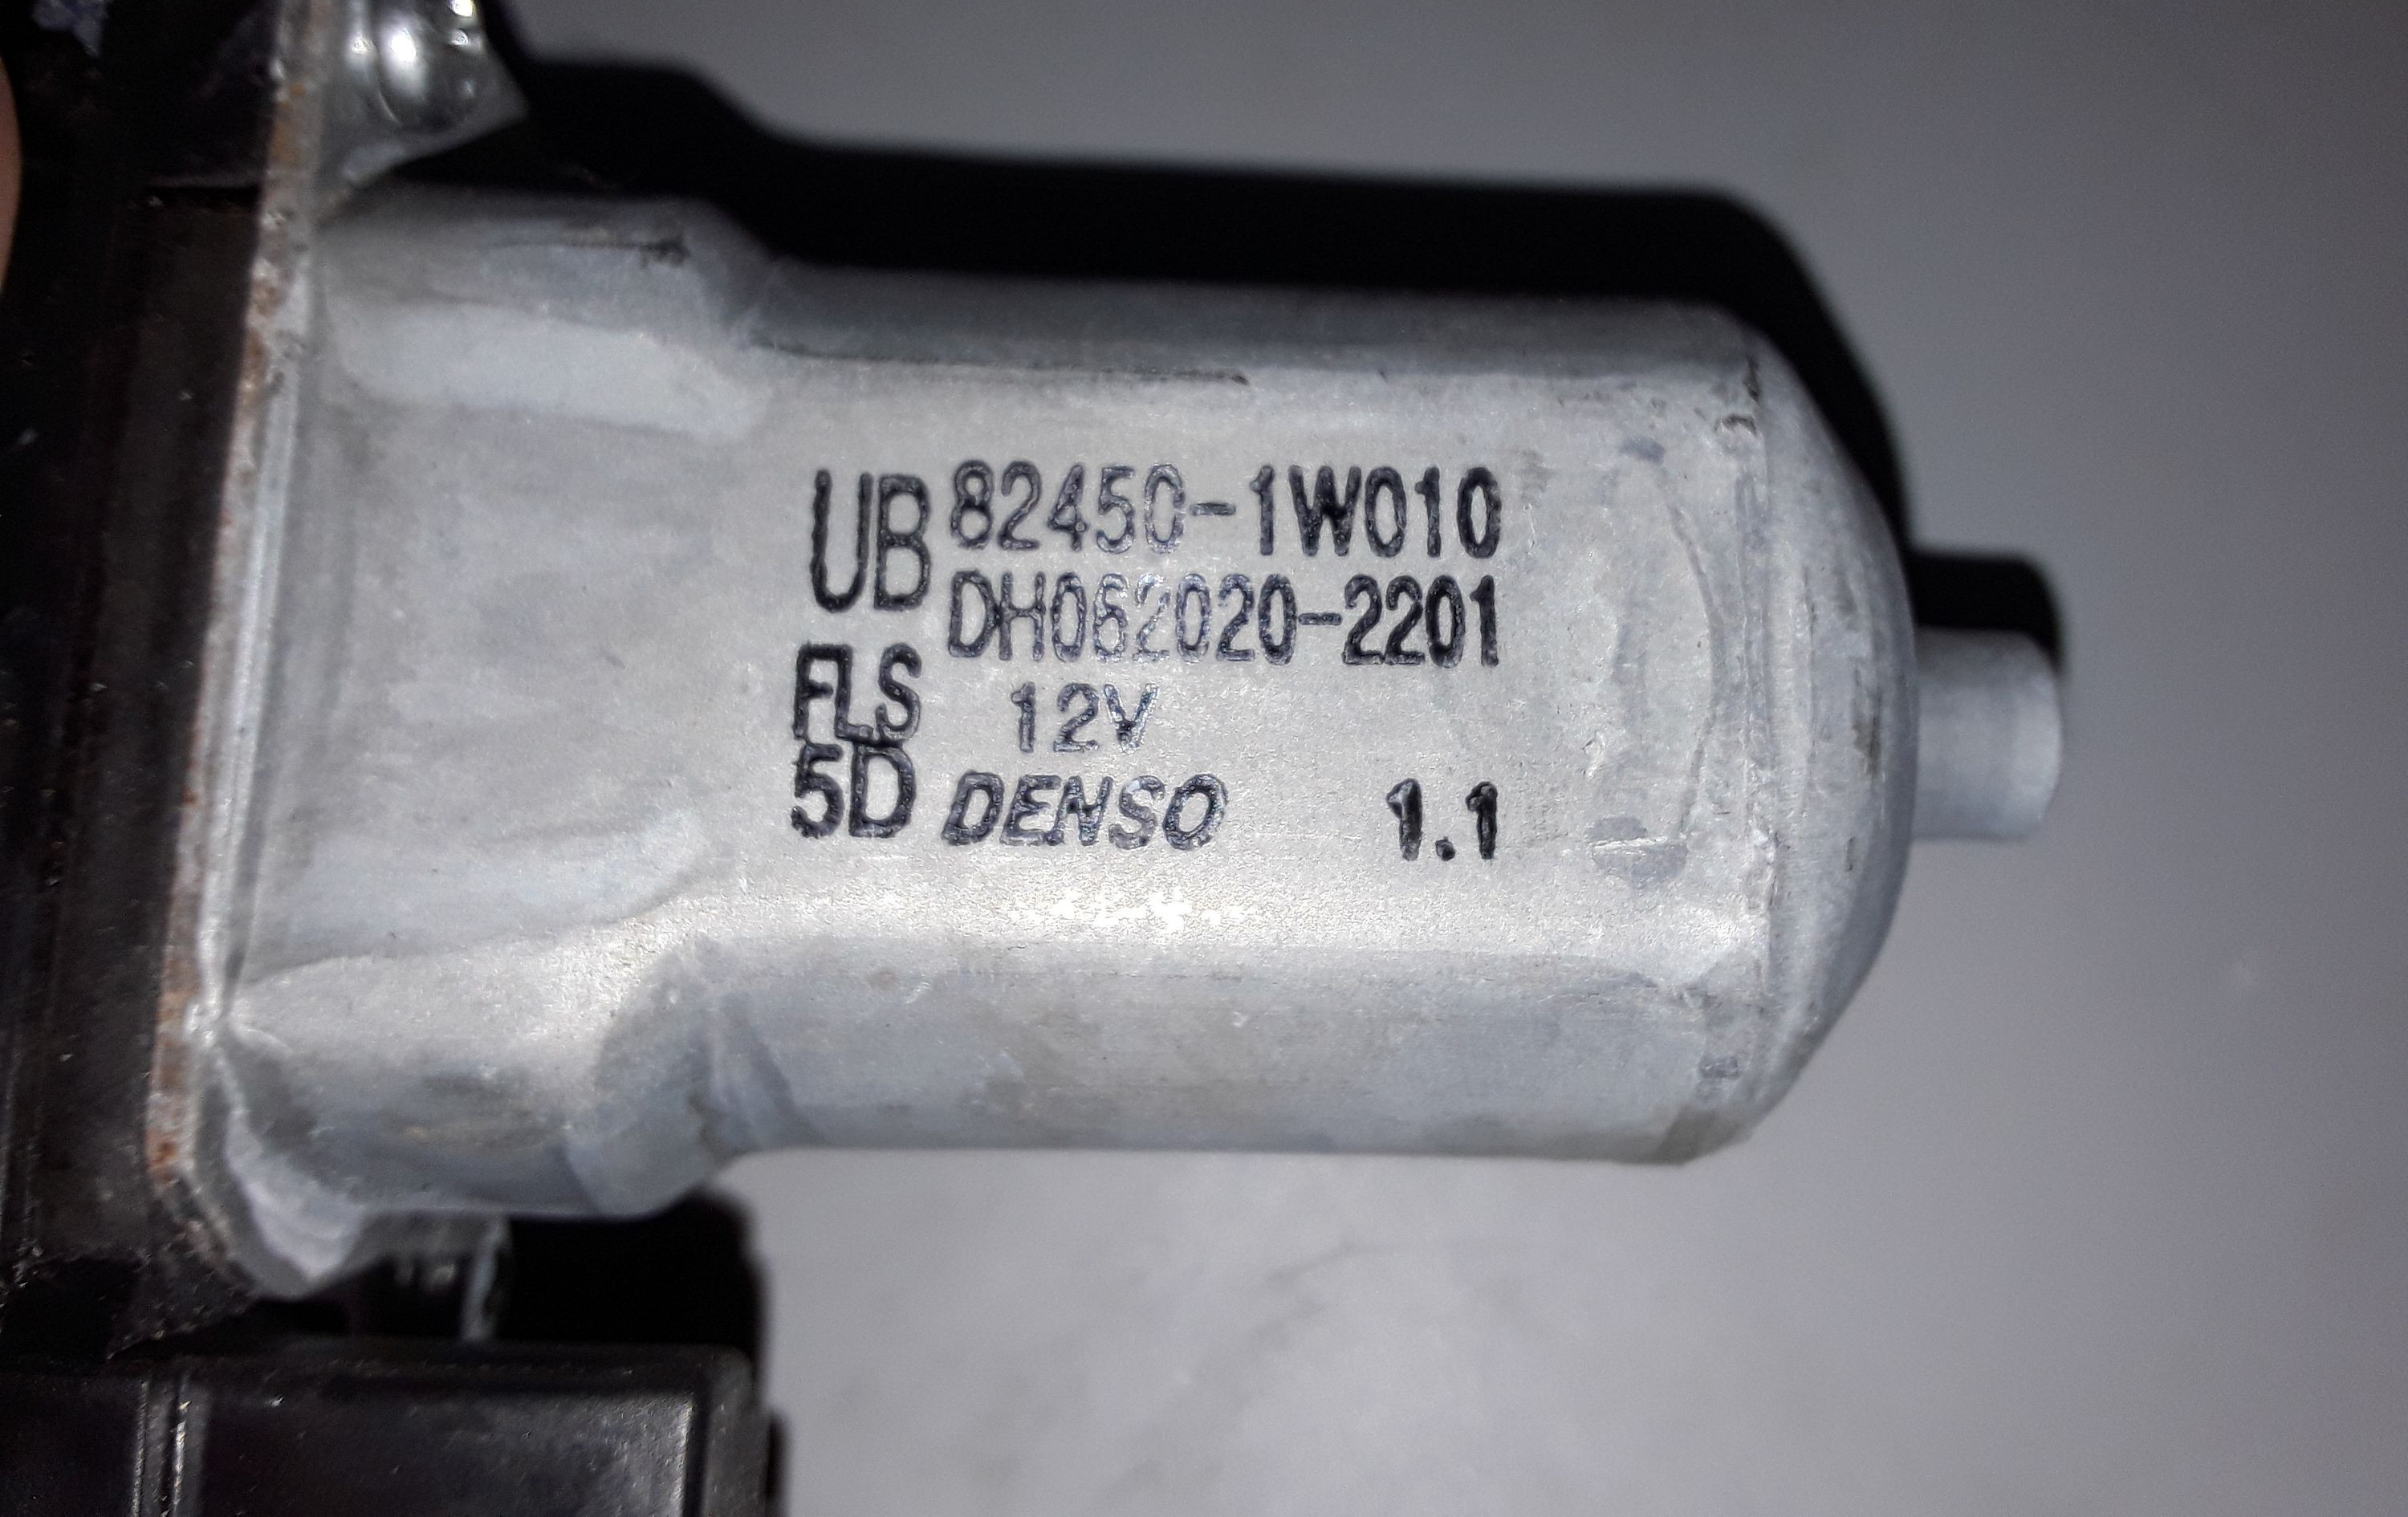 UB 82450-1W010
DH062020-2201
FLS 12V
5D DENSO 1.1